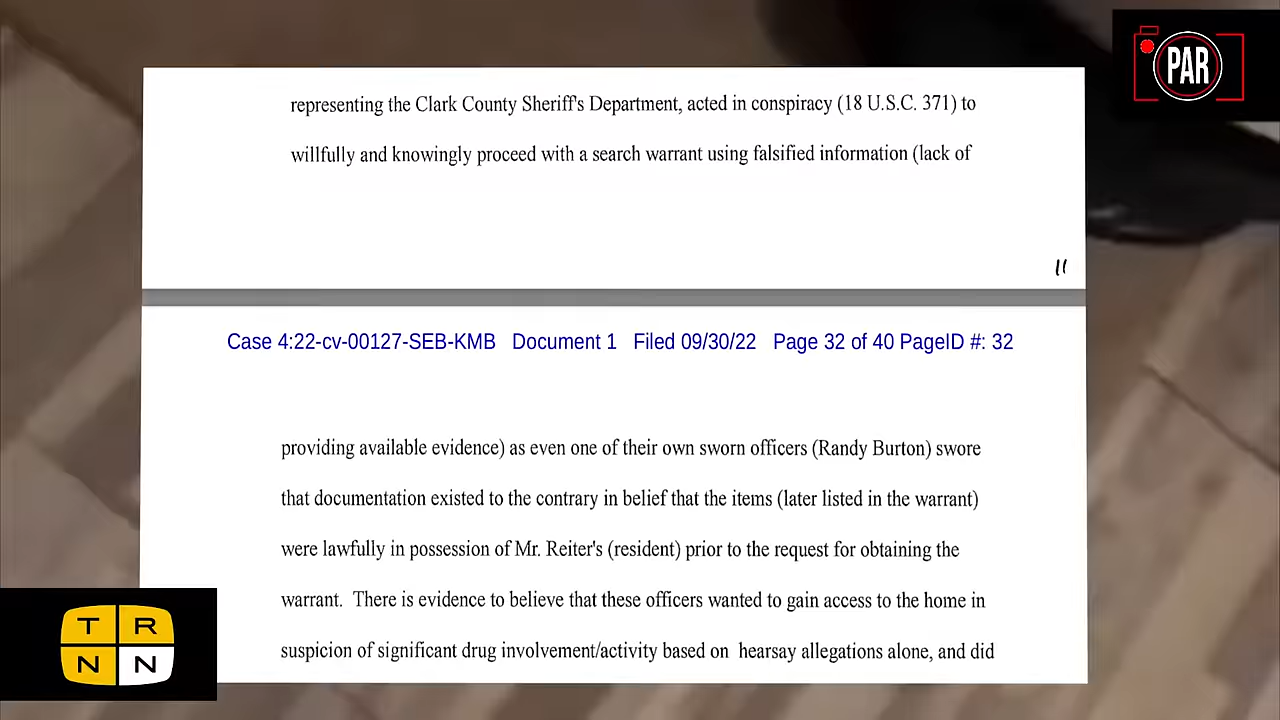 PAR
representing the Clark County Sheriff's Department, acted in conspiracy (18 U.S.C. 371) to
willfully and knowingly proceed with a search warrant using falsified information (lack of
11
Case 4:22-cv-00127-SEB-KMB Document 1 Filed 09/30/22 Page 32 of 40 PageID #: 32
providing available evidence) as even one of their own sworn officers (Randy Burton) swore
that documentation existed to the contrary in belief that the items (later listed in the warrant)
were lawfully in possession of Mr. Reiter's (resident) prior to the request for obtaining the
warrant.  There is evidence to believe that these officers wanted to gain access to the home in
suspicion of significant drug involvement/activity based on  hearsay allegations alone, and did
T R
N N